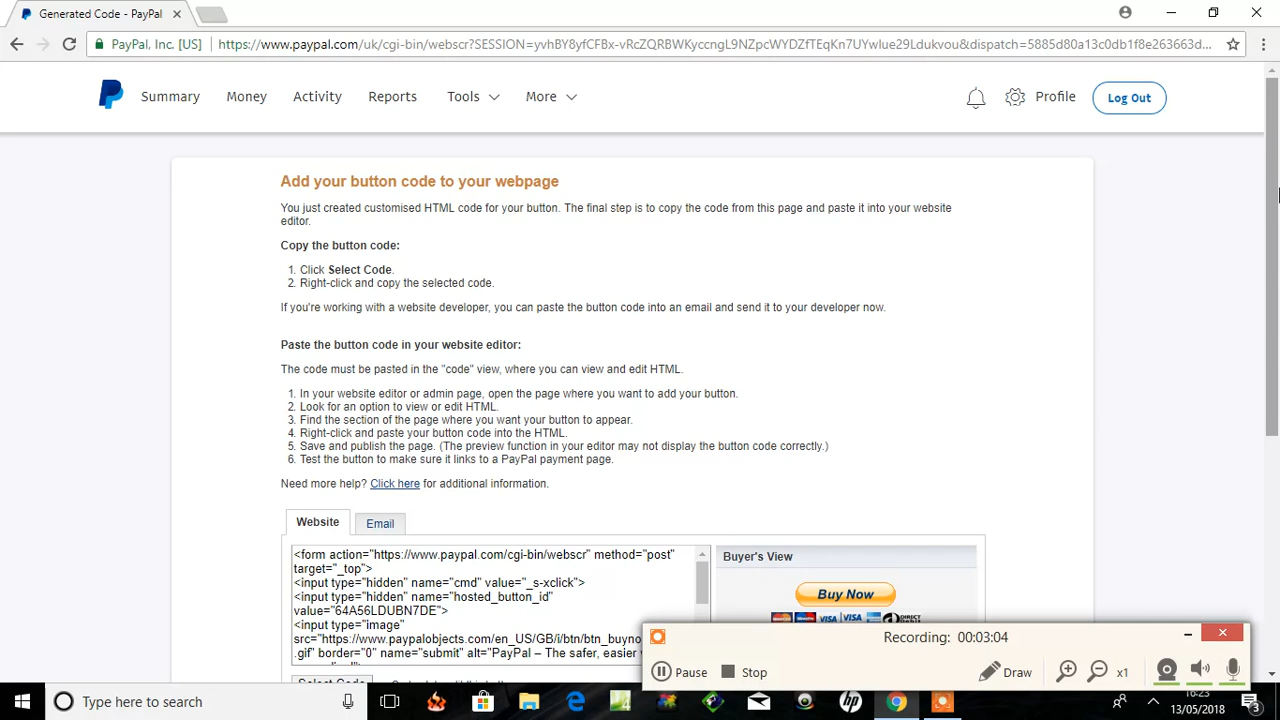 Generated Code - PayPal
PayPal, Inc. [US]
https://www.paypal.com/uk/cgi-bin/webscr?SESSION=yvhBY8yfCFBx-vRcZQRBWKyccngL9NZpcWYDZfTEqKn7UYwlue29Ldukvou&dispatch=5885d80a13c0db1f8e263663d...
Summary Money Activity Reports Tools More Profile Log Out
Add your button code to your webpage
You just created customised HTML code for your button. The final step is to copy the code from this page and paste it into your website
editor.
Copy the button code:
1. Click Select Code.
2. Right-click and copy the selected code.
If you're working with a website developer, you can paste the button code into an email and send it to your developer now.
Paste the button code in your website editor:
The code must be pasted in the "code" view, where you can view and edit HTML.
1. In your website editor or admin page, open the page where you want to add your button.
2. Look for an option to view or edit HTML.
3. Find the section of the page where you want your button to appear.
4. Right-click and paste your button code into the HTML.
5. Save and publish the page. (The preview function in your editor may not display the button code correctly.)
6. Test the button to make sure it links to a PayPal payment page.
Need more help? Click here for additional information.
Website Email
<form action="https://www.paypal.com/cgi-bin/webscr" method="post"
target="_top">
<input type="hidden" name="cmd" value="_s-xclick">
<input type="hidden" name="hosted_button_id"
value="64A56LDUBN7DE">
<input type="image"
src="https://www.paypalobjects.com/en_US/GB/i/btn/btn_buyno
.gif" border="0" name="submit" alt="PayPal – The safer, easier
Buyer's View
Buy Now
VISA VISA
Recording: 00:03:04
Pause Stop Draw x1
Type here to search
16:23
13/05/2018
3